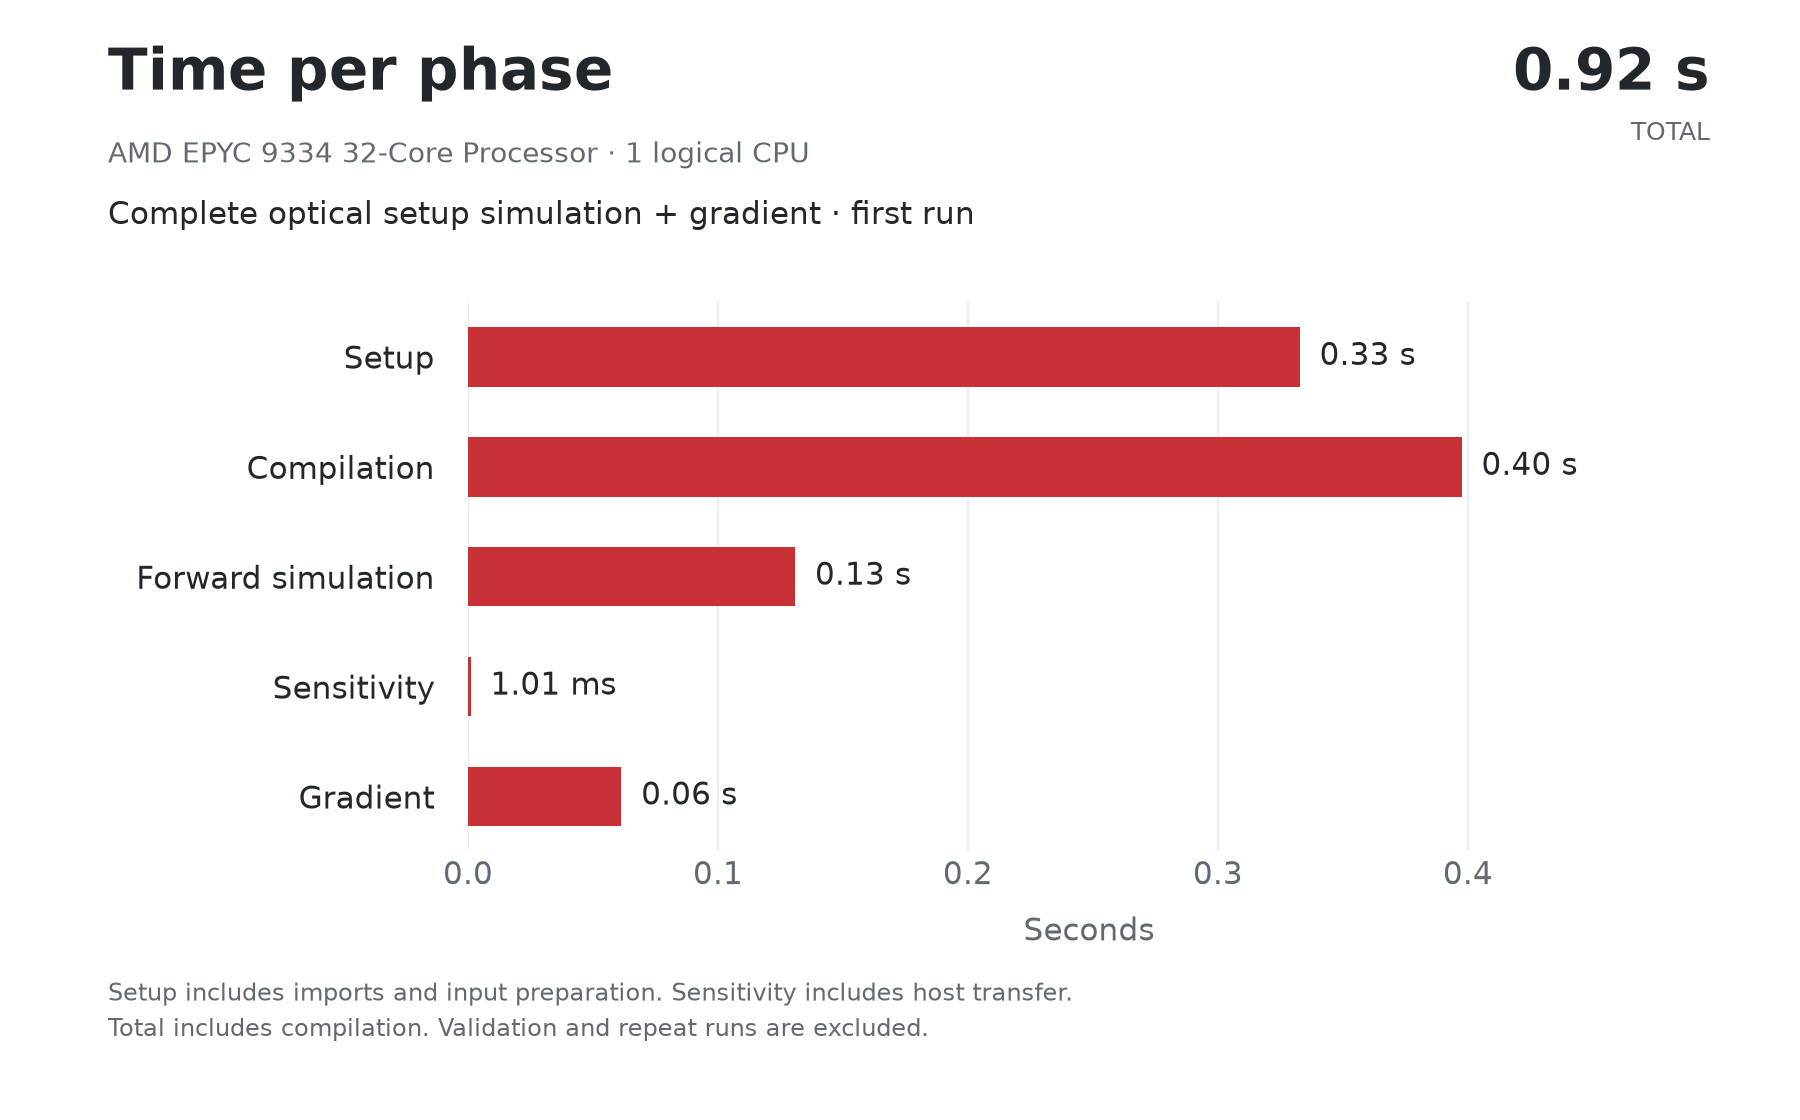 Time per phase
0.92 s
TOTAL
AMD EPYC 9334 32-Core Processor · 1 logical CPU
Complete optical setup simulation + gradient · first run
Setup
0.33 s
Compilation
0.40 s
Forward simulation
0.13 s
Sensitivity
1.01 ms
Gradient
0.06 s
0.0 0.1 0.2 0.3 0.4
Seconds
Setup includes imports and input preparation. Sensitivity includes host transfer.
Total includes compilation. Validation and repeat runs are excluded.